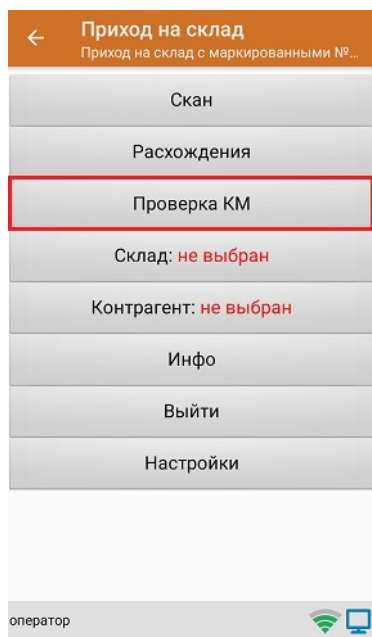 Приход на склад
Приход на склад с маркированными №...
Скан
Расхождения
Проверка КМ
Склад: не выбран
Контрагент: не выбран
Инфо
Выйти
Настройки
оператор